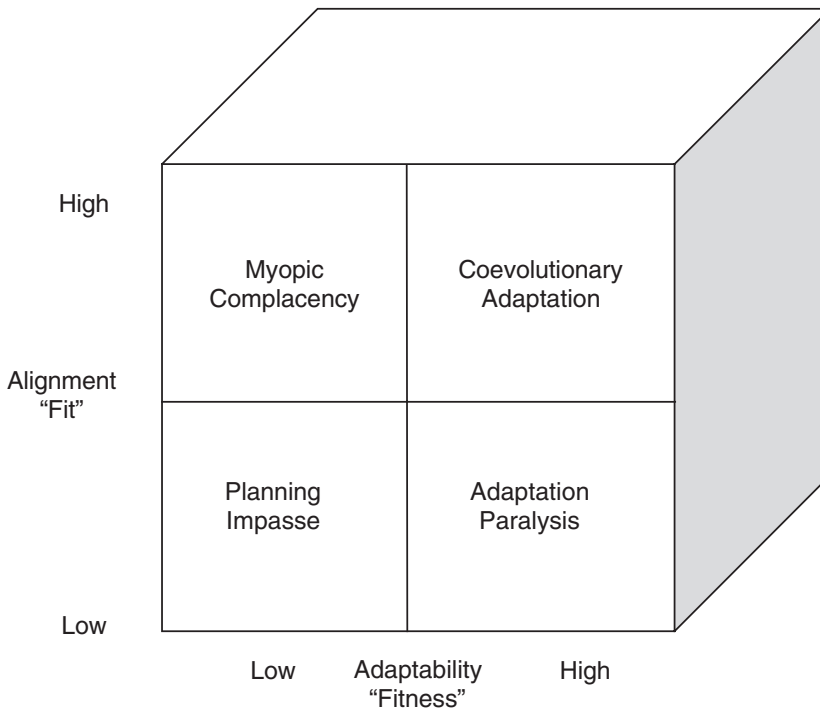 High
Myopic
Complacency
Coevolutionary
Adaptation
Alignment
“Fit”
Planning
Impasse
Adaptation
Paralysis
Low
Low
Adaptability
“Fitness”
High